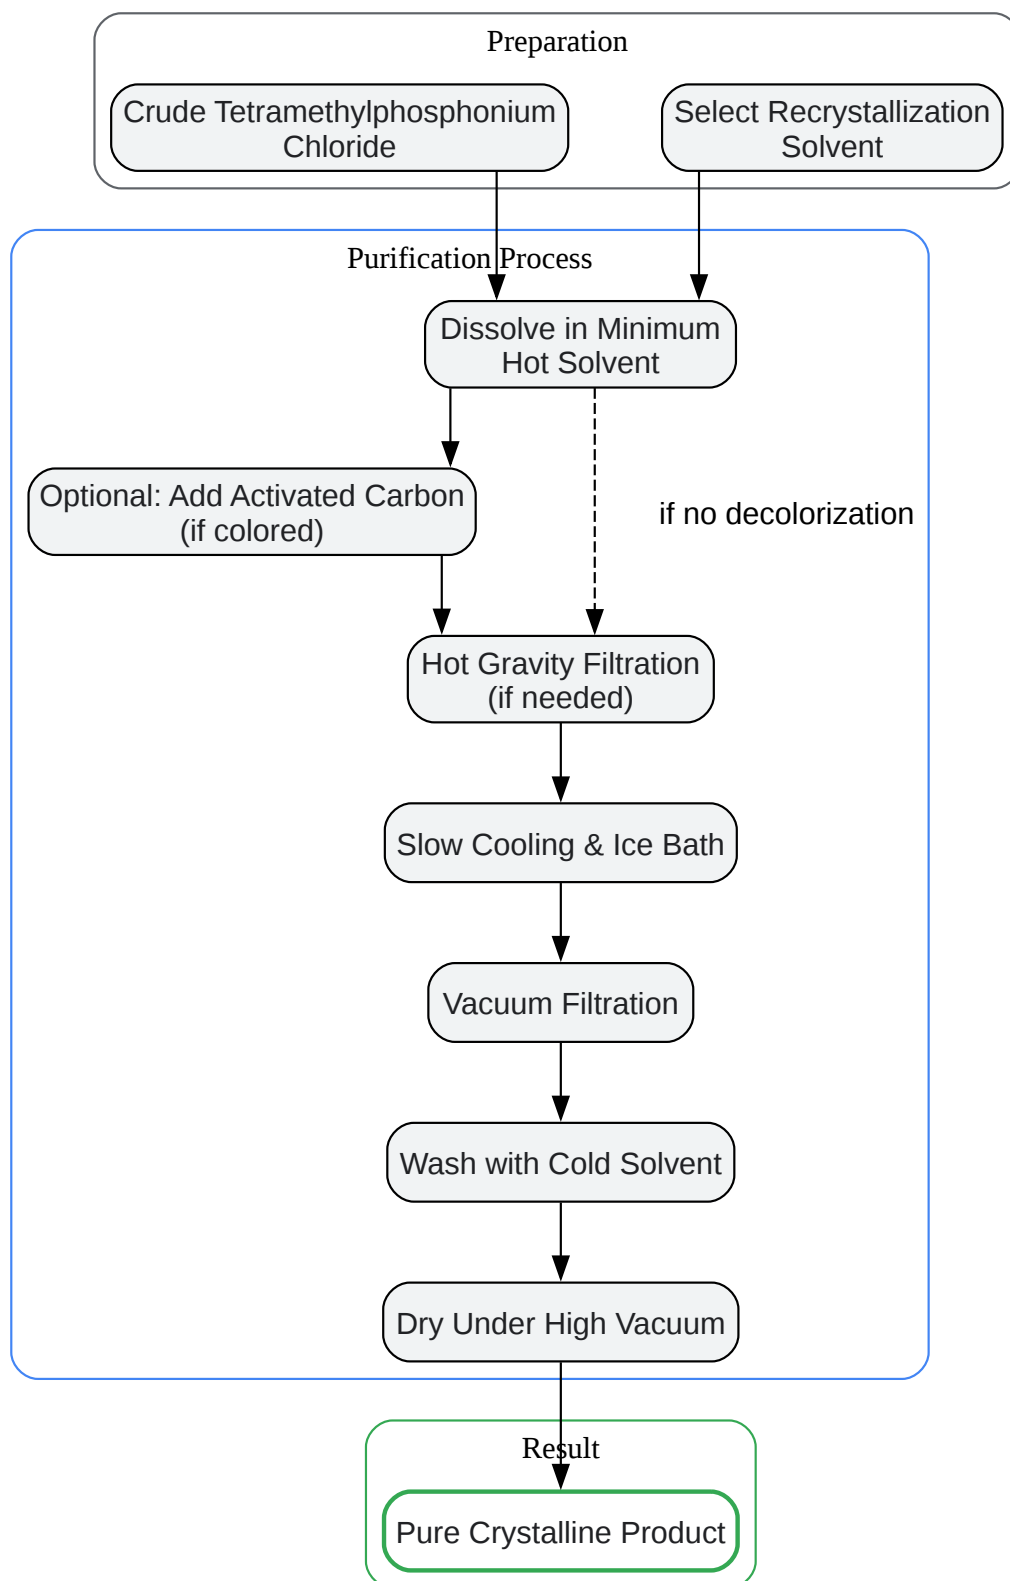 Preparation
Crude Tetramethylphosphonium
Chloride
Select Recrystallization
Solvent
Purification Process
Dissolve in Minimum
Hot Solvent
Optional: Add Activated Carbon
(if colored)
if no decolorization
Hot Gravity Filtration
(if needed)
Slow Cooling & Ice Bath
Vacuum Filtration
Wash with Cold Solvent
Dry Under High Vacuum
Result
Pure Crystalline Product